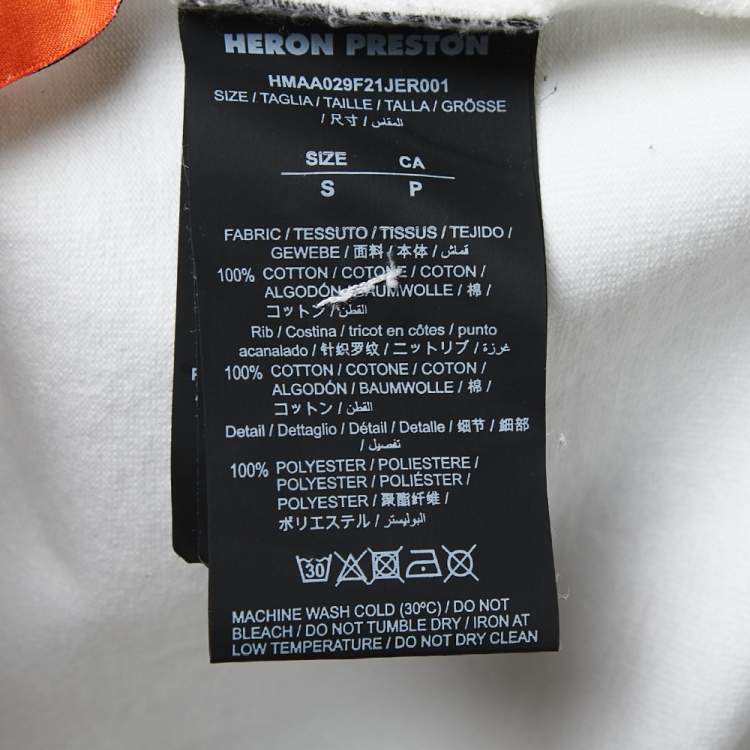 HERON PRESTON
HMAA029F21JER001
SIZE / TAGLIA / TAILLE / TALLA / GRÖSSE
/ 尺寸 / المقاس
SIZE CA
S P
FABRIC / TESSUTO / TISSUS / TEJIDO /
GEWEBE / 面料 / 本体 / قماش
100% COTTON / COTONE / COTON /
ALGODÓN / BAUMWOLLE / 棉 /
コットン / القطن
Rib / Costina / tricot en côtes / punto
acanalado / 针织罗纹 / ニットリブ / غرزة
100% COTTON / COTONE / COTON /
ALGODÓN / BAUMWOLLE / 棉 /
コットン / القطن
Detail / Dettaglio / Détail / Detalle / 细节 / 細部
/ تفصيل
100% POLYESTER / POLIESTERE /
POLYESTER / POLIÉSTER /
POLYESTER / 聚酯纤维 /
ポリエステル / البوليستر
30
MACHINE WASH COLD (30ºC) / DO NOT
BLEACH / DO NOT TUMBLE DRY / IRON AT
LOW TEMPERATURE / DO NOT DRY CLEAN